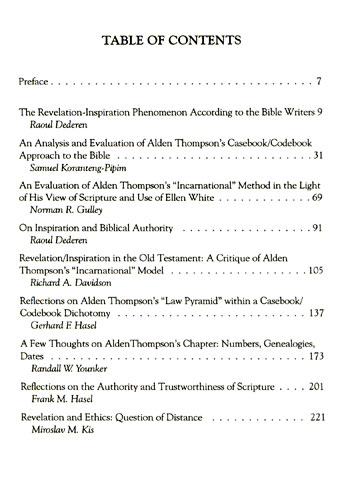 TABLE OF CONTENTS
Preface . . . . . . . . . . . . . . . . . . . . . . . . . . . . . . . . . . . . . 7
The Revelation-Inspiration Phenomenon According to the Bible Writers 9
Raoul Dederen
An Analysis and Evaluation of Alden Thompson's Casebook/Codebook
Approach to the Bible . . . . . . . . . . . . . . . . . . . . . . . . . . . 31
Samuel Koranteng-Pipim
An Evaluation of Alden Thompson's "Incarnational" Method in the Light
of His View of Scripture and Use of Ellen White . . . . . . . . . . . . . 69
Norman R. Gulley
On Inspiration and Biblical Authority . . . . . . . . . . . . . . . . . . 91
Raoul Dederen
Revelation/Inspiration in the Old Testament: A Critique of Alden
Thompson's "Incarnational" Model . . . . . . . . . . . . . . . . . . . 105
Richard A. Davidson
Reflections on Alden Thompson's "Law Pyramid" within a Casebook/
Codebook Dichotomy . . . . . . . . . . . . . . . . . . . . . . . . . . 137
Gerhard F. Hasel
A Few Thoughts on AldenThompson's Chapter: Numbers, Genealogies,
Dates . . . . . . . . . . . . . . . . . . . . . . . . . . . . . . . . . . . . 173
Randall W. Younker
Reflections on the Authority and Trustworthiness of Scripture . . . . 201
Frank M. Hasel
Revelation and Ethics: Question of Distance . . . . . . . . . . . . . 221
Miroslav M. Kis